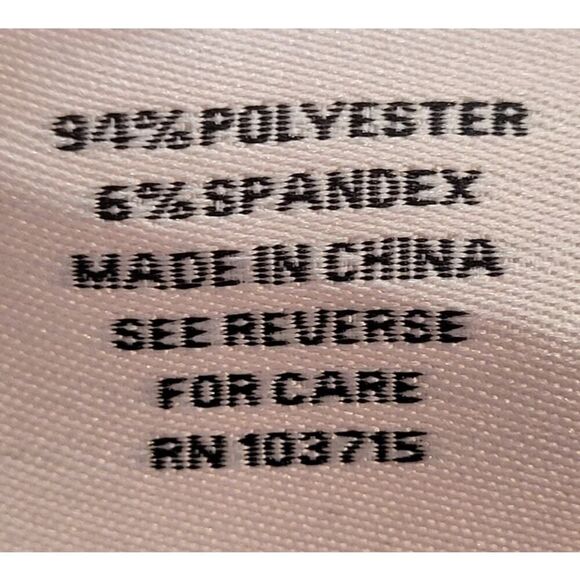 94% POLYESTER
6% SPANDEX
MADE IN CHINA
SEE REVERSE
FOR CARE
RN 103715